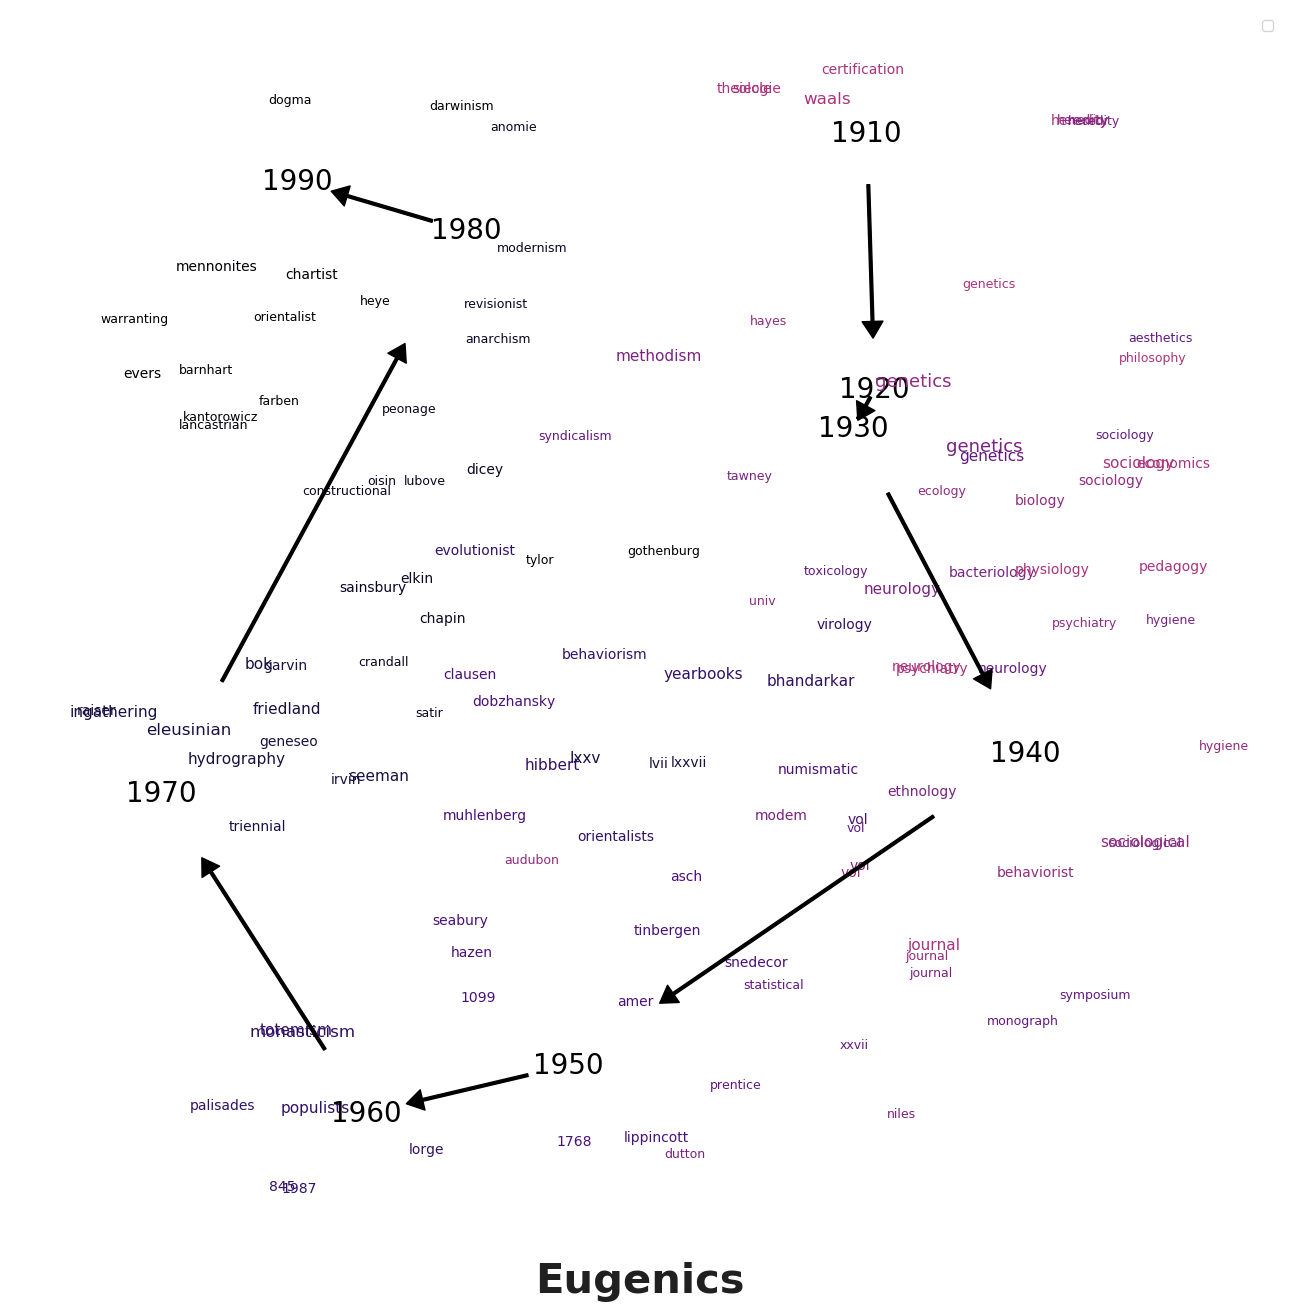 certification
theologie
siecle
waals
dogma
darwinism
anomie
1910
heredity
heredity
heredity
1990
1980
modernism
mennonites
chartist
genetics
heye
revisionist
warranting
orientalist
hayes
anarchism
aesthetics
methodism
philosophy
evers
barnhart
1920
genetics
farben
peonage
kantorowicz
lancastrian
1930
syndicalism
sociology
genetics
genetics
sociology
economics
dicey
tawney
oisin
lubove
sociology
constructional
ecology
biology
evolutionist
tylor
gothenburg
toxicology
bacteriology
physiology
pedagogy
elkin
sainsbury
neurology
univ
chapin
virology
psychiatry
hygiene
behaviorism
bok
garvin
crandall
clausen
yearbooks
bhandarkar
neurology
psychiatry
neurology
dobzhansky
ingathering
friedland
satir
eleusinian
geneseo
hygiene
hydrography
1940
lxxv
hibbert
lvii
lxxvii
numismatic
irvin
seeman
1970
ethnology
muhlenberg
modem
vol
triennial
vol
orientalists
sociological
sociological
audubon
vol
vol
asch
behaviorist
seabury
tinbergen
journal
hazen
journal
snedecor
journal
statistical
1099
amer
symposium
monograph
totemism
monasticism
xxvii
1950
prentice
palisades
populists
1960
niles
lorge
1768
lippincott
dutton
845
1987
Eugenics